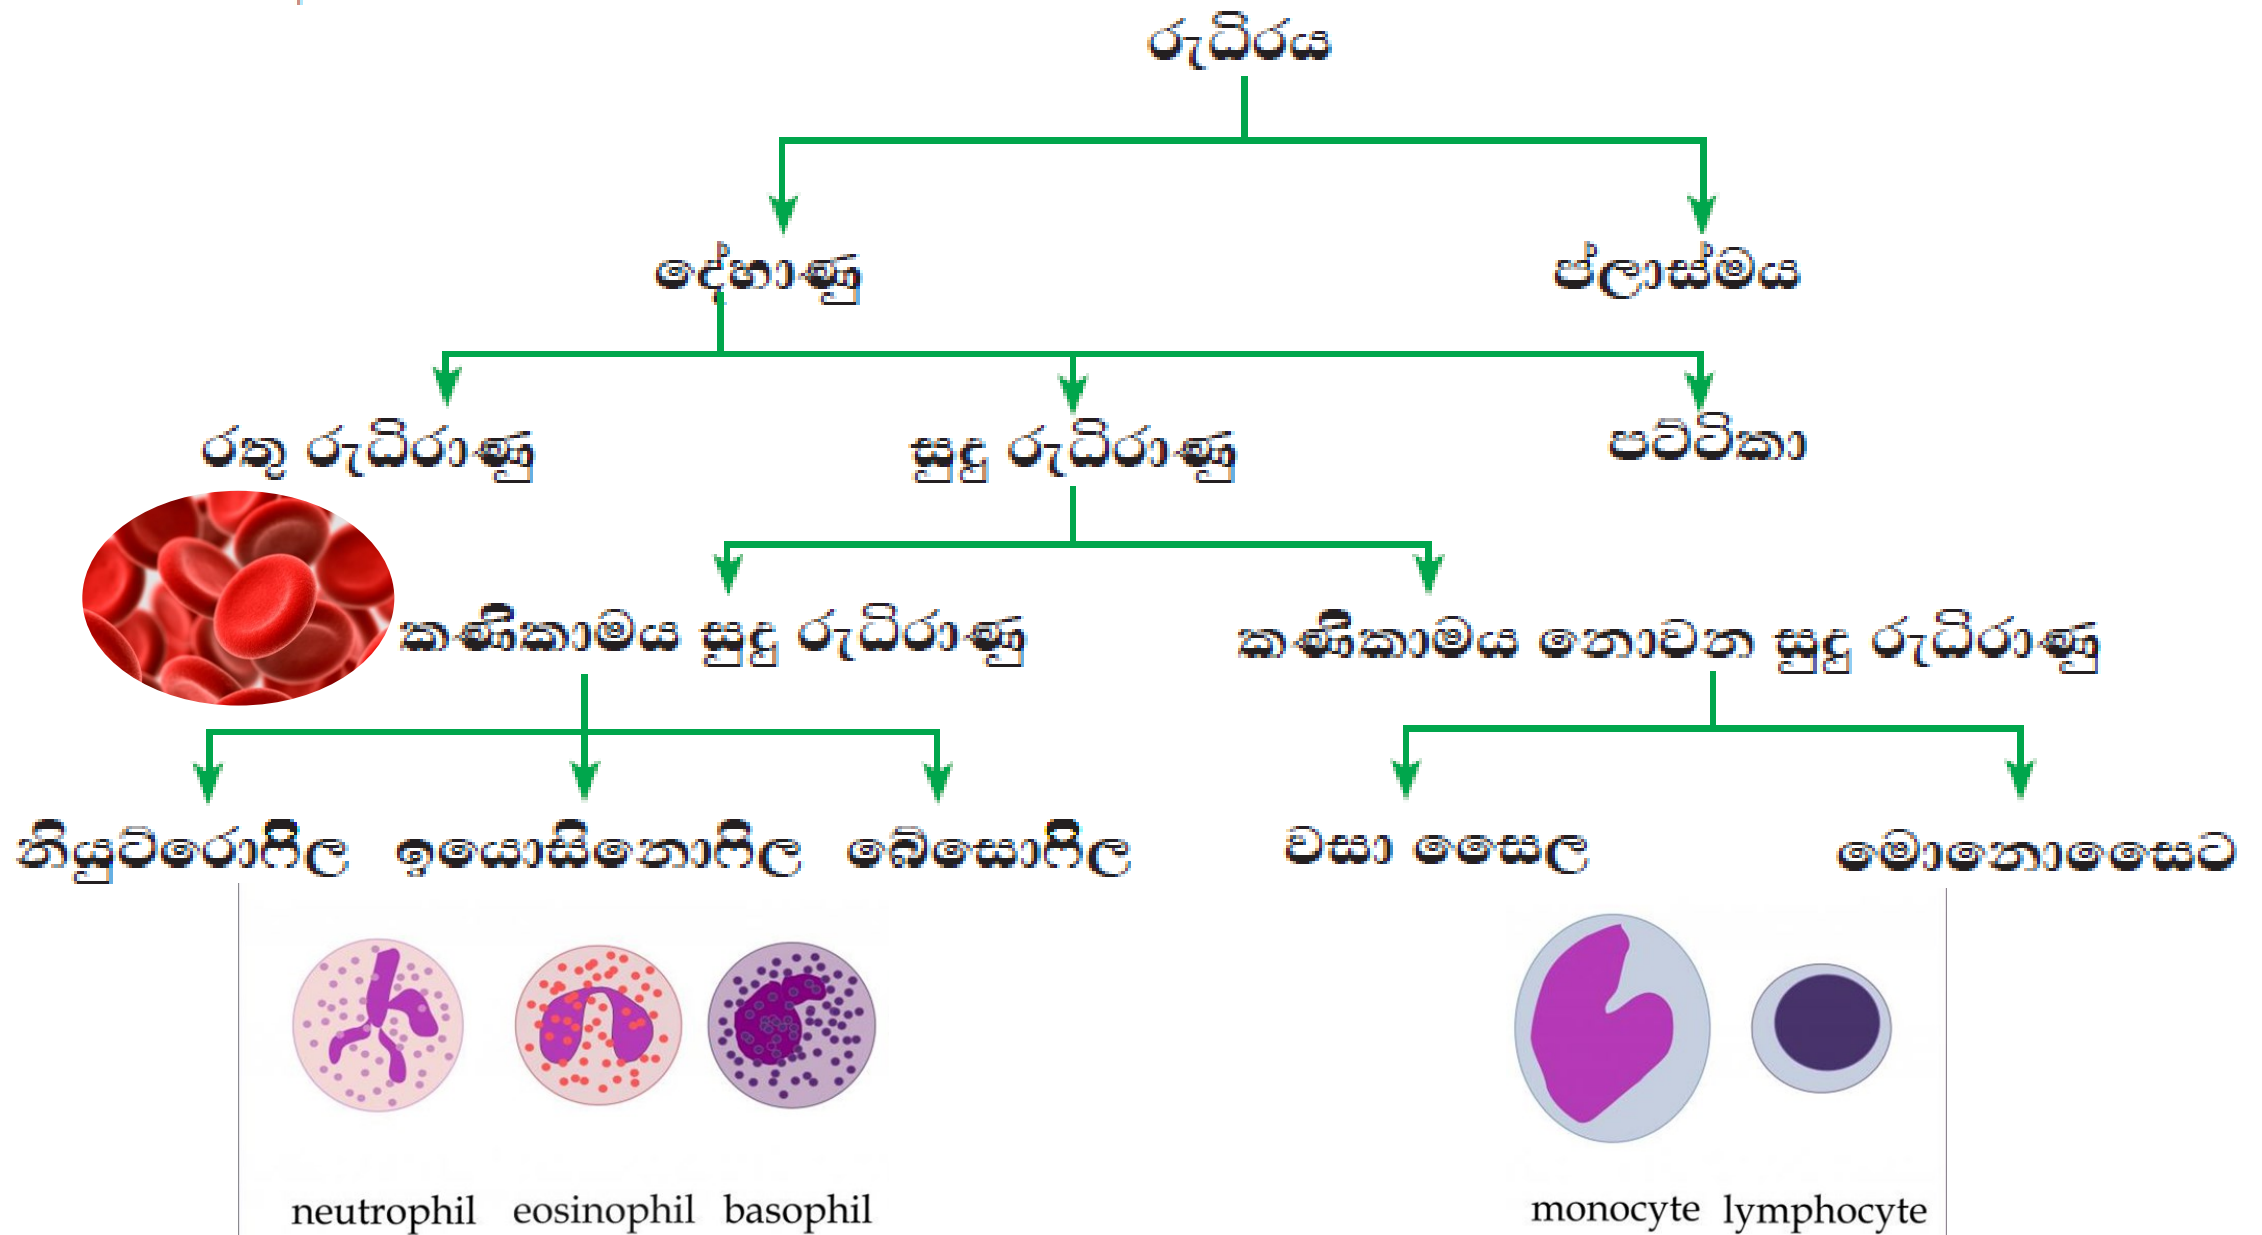 රුධිරය
දේහාණු
ප්ලාස්මය
රතු රුධිරාණු
සුදු රුධිරාණු
පට්ටිකා
කණිකාමය සුදු රුධිරාණු
කණිකාමය නොවන සුදු රුධිරාණු
නියුට්රොෆිල
ඉයොසිනොෆිල
බේසොෆිල
වසා සෛල
මොනොසෛට
neutrophil
eosinophil
basophil
monocyte
lymphocyte